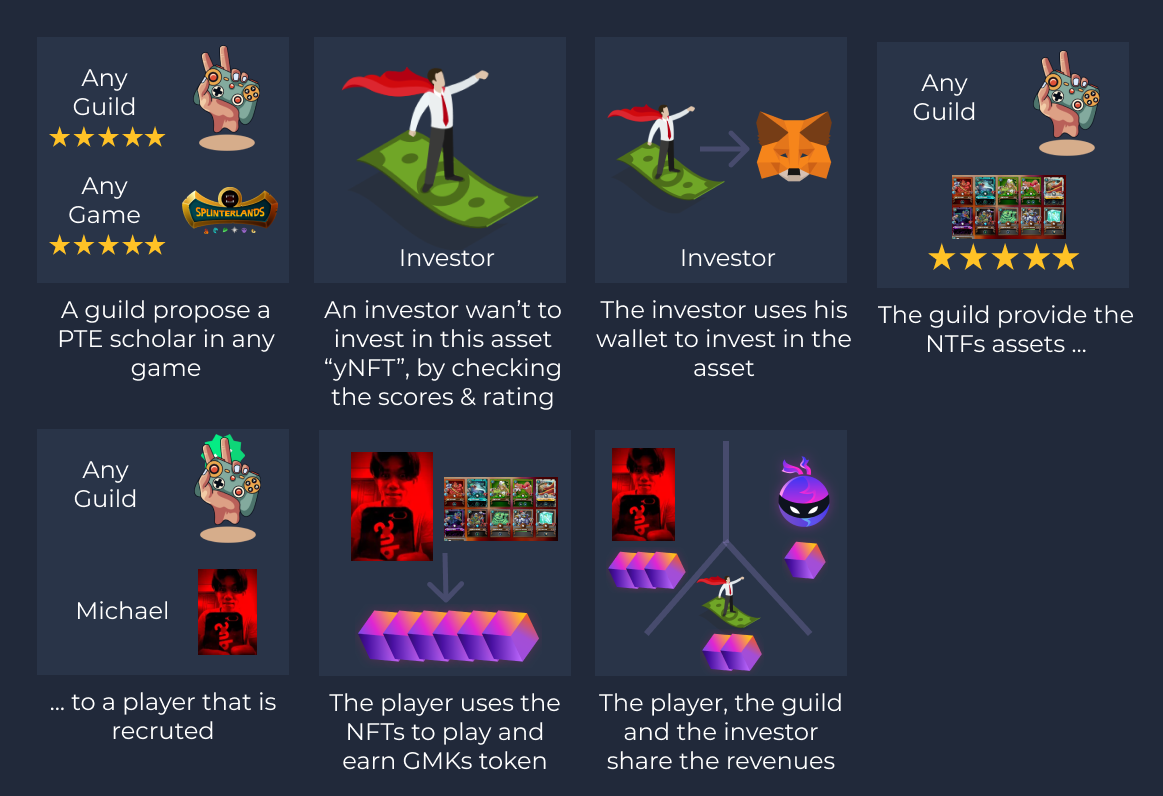 Any
Guild
Any
Game
SPLINTERLANDS
A guild propose a
PTE scholar in any
game
Investor
An investor wan’t to
invest in this asset
“yNFT”, by checking
the scores & rating
Investor
The investor uses his
wallet to invest in the
asset
Any
Guild
The guild provide the
NTFs assets ...
Any
Guild
Michael
... to a player that is
recruted
The player uses the
NFTs to play and
earn GMKs token
The player, the guild
and the investor
share the revenues